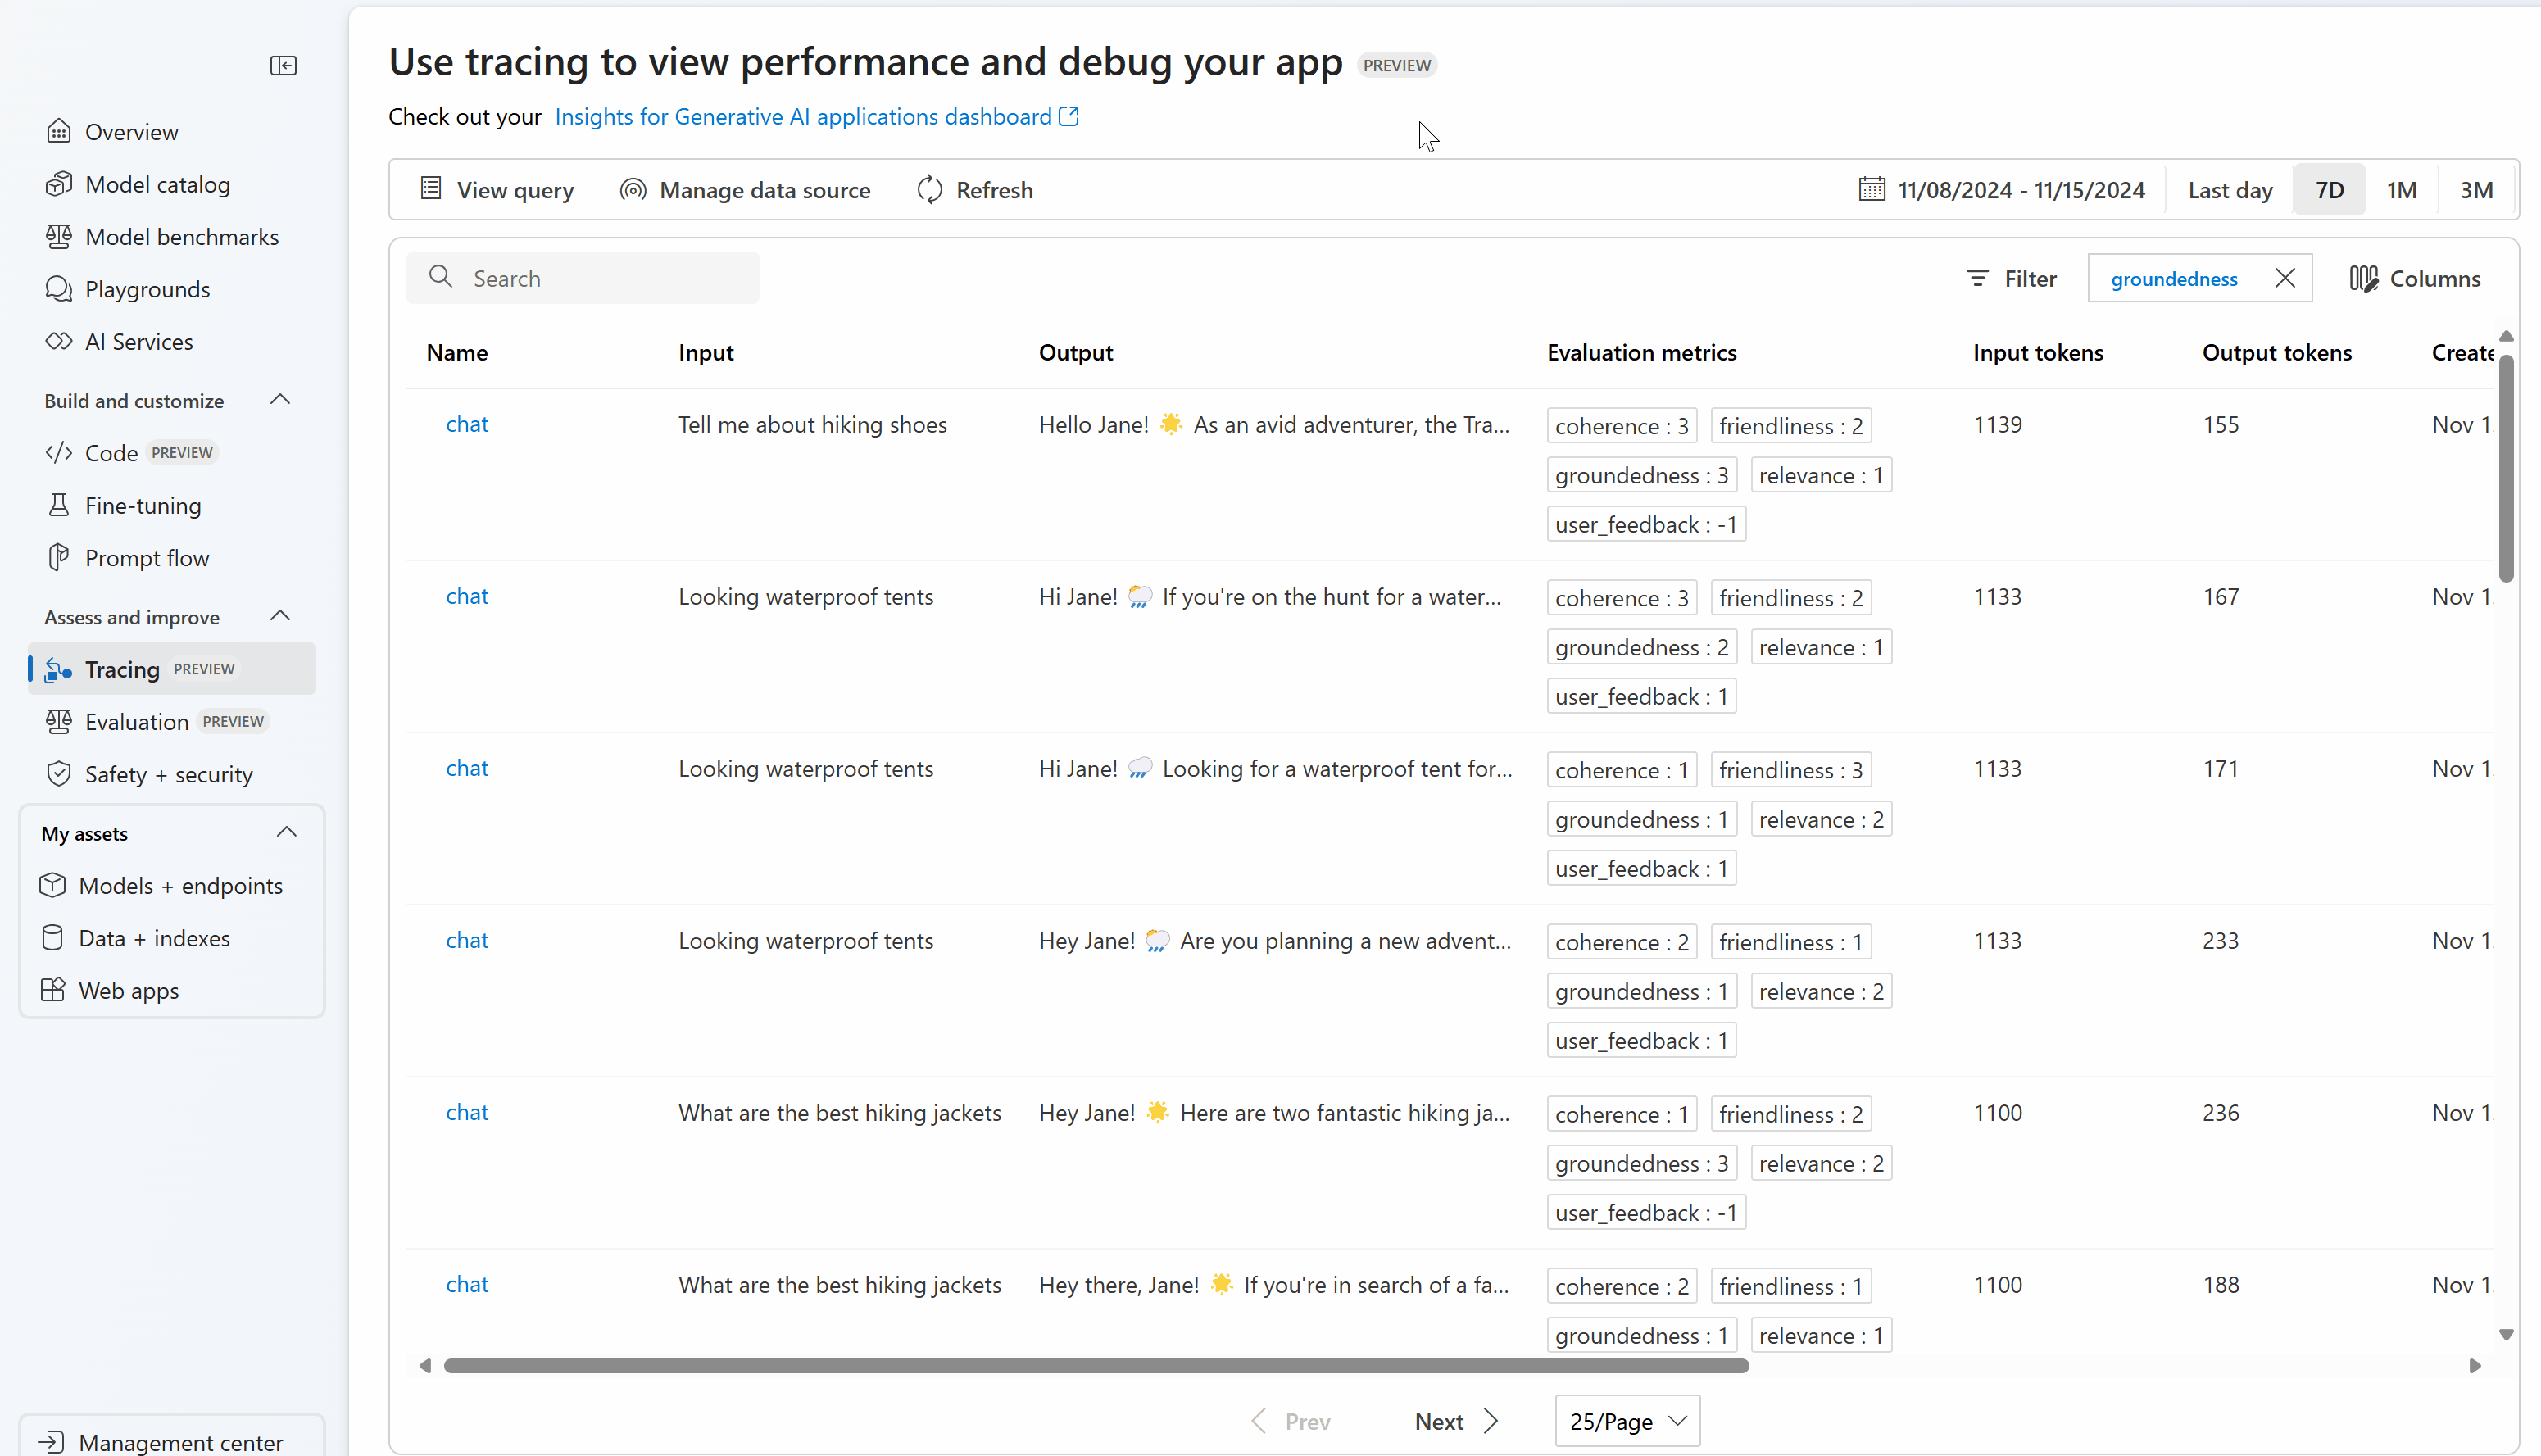 Overview
Model catalog
Model benchmarks
Playgrounds
AI Services
Build and customize
Code PREVIEW
Fine-tuning
Prompt flow
Assess and improve
Tracing PREVIEW
Evaluation PREVIEW
Safety + security
My assets
Models + endpoints
Data + indexes
Web apps
Management center
Use tracing to view performance and debug your app PREVIEW
Check out your Insights for Generative AI applications dashboard
View query Manage data source Refresh 11/08/2024 - 11/15/2024 Last day 7D 1M 3M
Search Filter groundedness Columns
Name Input Output Evaluation metrics Input tokens Output tokens Create
chat Tell me about hiking shoes Hello Jane! 🌟 As an avid adventurer, the Tra... coherence : 3 friendliness : 2 1139 155 Nov 1
groundedness : 3 relevance : 1
user_feedback : -1
chat Looking waterproof tents Hi Jane! 🌦️ If you're on the hunt for a water... coherence : 3 friendliness : 2 1133 167 Nov 1
groundedness : 2 relevance : 1
user_feedback : 1
chat Looking waterproof tents Hi Jane! 🌧️ Looking for a waterproof tent for... coherence : 1 friendliness : 3 1133 171 Nov 1
groundedness : 1 relevance : 2
user_feedback : 1
chat Looking waterproof tents Hey Jane! 🌦️ Are you planning a new advent... coherence : 2 friendliness : 1 1133 233 Nov 1
groundedness : 1 relevance : 2
user_feedback : 1
chat What are the best hiking jackets Hey Jane! 🌟 Here are two fantastic hiking ja... coherence : 1 friendliness : 2 1100 236 Nov 1
groundedness : 3 relevance : 2
user_feedback : -1
chat What are the best hiking jackets Hey there, Jane! 🌟 If you're in search of a fa... coherence : 2 friendliness : 1 1100 188 Nov 1
groundedness : 1 relevance : 1
Prev Next 25/Page